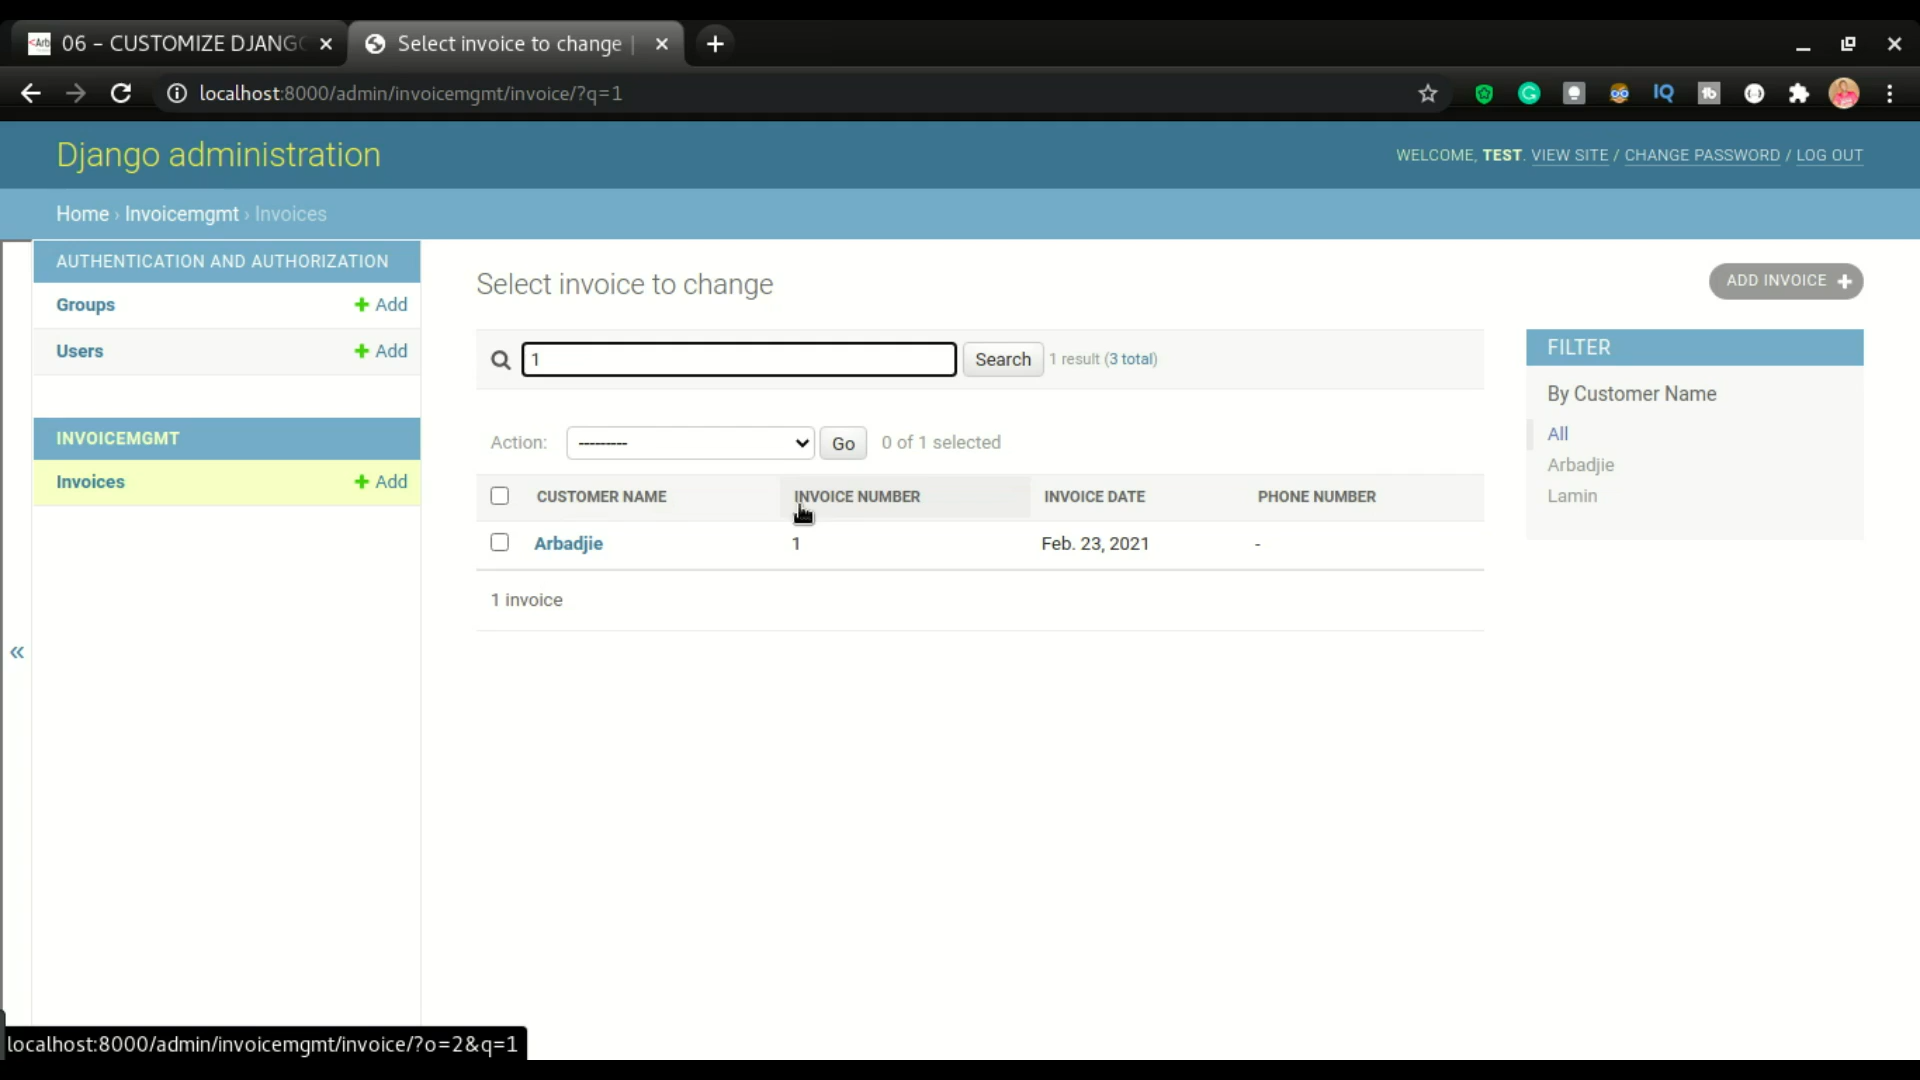 06 – CUSTOMIZE DJANGO
Select invoice to change |
localhost:8000/admin/invoicemgmt/invoice/?q=1
IQ
Django administration
WELCOME, TEST. VIEW SITE / CHANGE PASSWORD / LOG OUT
Home › Invoicemgmt › Invoices
AUTHENTICATION AND AUTHORIZATION
Groups + Add
Users + Add
INVOICEMGMT
Invoices + Add
«
Select invoice to change
ADD INVOICE +
1 Search 1 result (3 total)
Action: --------- Go 0 of 1 selected
CUSTOMER NAME INVOICE NUMBER INVOICE DATE PHONE NUMBER
Arbadjie 1 Feb. 23, 2021 -
1 invoice
FILTER
By Customer Name
All
Arbadjie
Lamin
localhost:8000/admin/invoicemgmt/invoice/?o=2&q=1